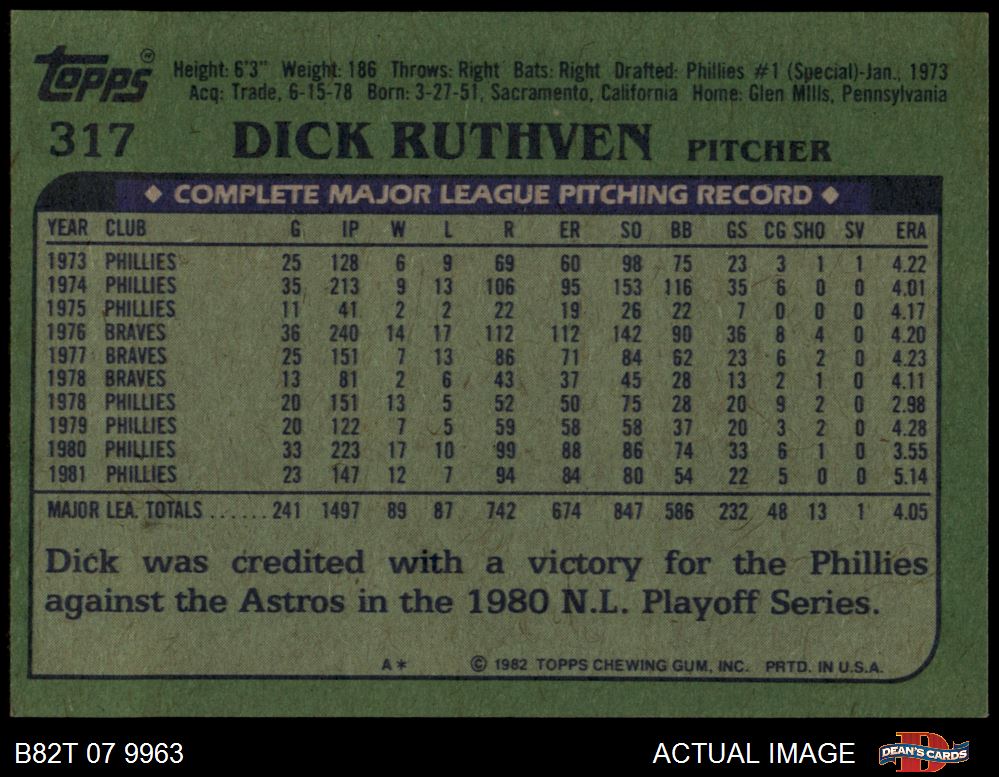 Topps
Height: 6'3" Weight: 186 Throws: Right Bats: Right Drafted: Phillies #1 (Special)-Jan., 1973
Acq: Trade, 6-15-78 Born: 3-27-51, Sacramento, California Home: Glen Mills, Pennsylvania
317 DICK RUTHVEN PITCHER
◆ COMPLETE MAJOR LEAGUE PITCHING RECORD ◆
YEAR CLUB G IP W L R ER SO BB GS CG SHO SV ERA
1973 PHILLIES 25 128 6 9 69 60 98 75 23 3 1 1 4.22
1974 PHILLIES 35 213 9 13 106 95 153 116 35 6 0 0 4.01
1975 PHILLIES 11 41 2 2 22 19 26 22 7 0 0 0 4.17
1976 BRAVES 36 240 14 17 112 112 142 90 36 8 4 0 4.20
1977 BRAVES 25 151 7 13 86 71 84 62 23 6 2 0 4.23
1978 BRAVES 13 81 2 6 43 37 45 28 13 2 1 0 4.11
1978 PHILLIES 20 151 13 5 52 50 75 28 20 9 2 0 2.98
1979 PHILLIES 20 122 7 5 59 58 58 37 20 3 2 0 4.28
1980 PHILLIES 33 223 17 10 99 88 86 74 33 6 1 0 3.55
1981 PHILLIES 23 147 12 7 94 84 80 54 22 5 0 0 5.14
MAJOR LEA. TOTALS ...... 241 1497 89 87 742 674 847 586 232 48 13 1 4.05
Dick was credited with a victory for the Phillies
against the Astros in the 1980 N.L. Playoff Series.
A* © 1982 TOPPS CHEWING GUM, INC. PRTD. IN U.S.A.
B82T 07 9963 ACTUAL IMAGE DEAN'S CARDS